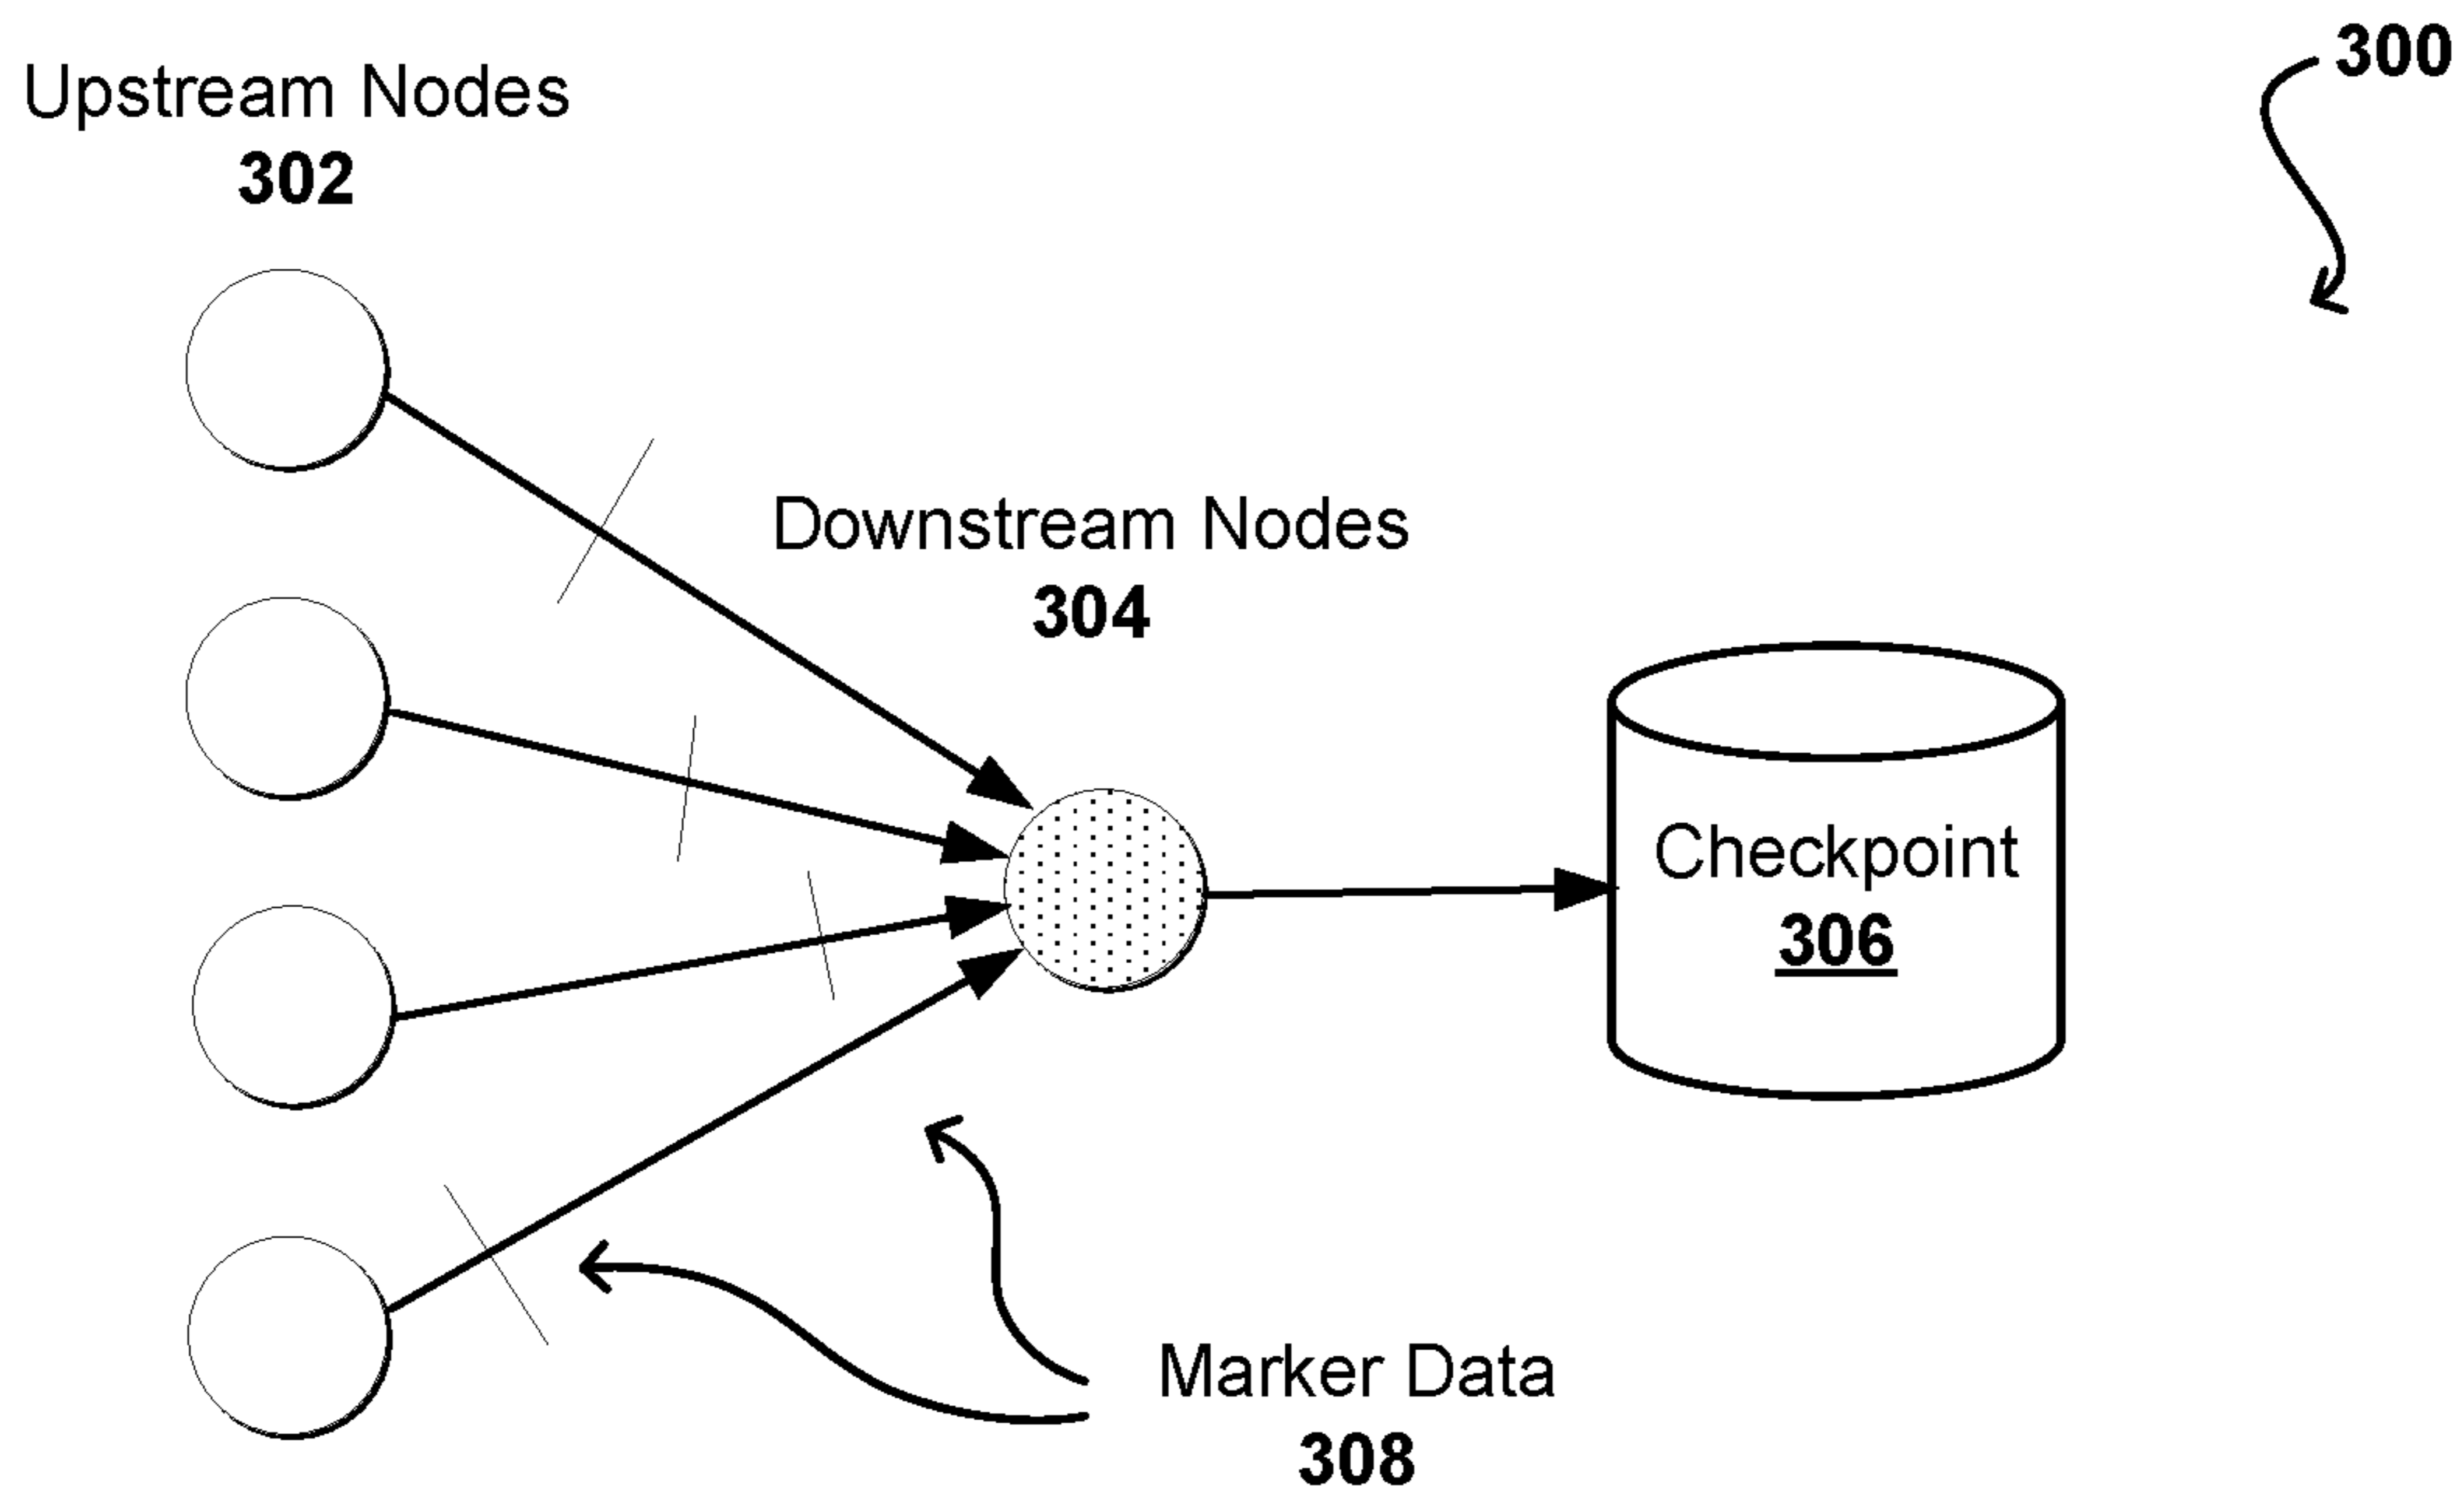 300
Upstream Nodes
302
Downstream Nodes
304
Checkpoint
306
Marker Data
308